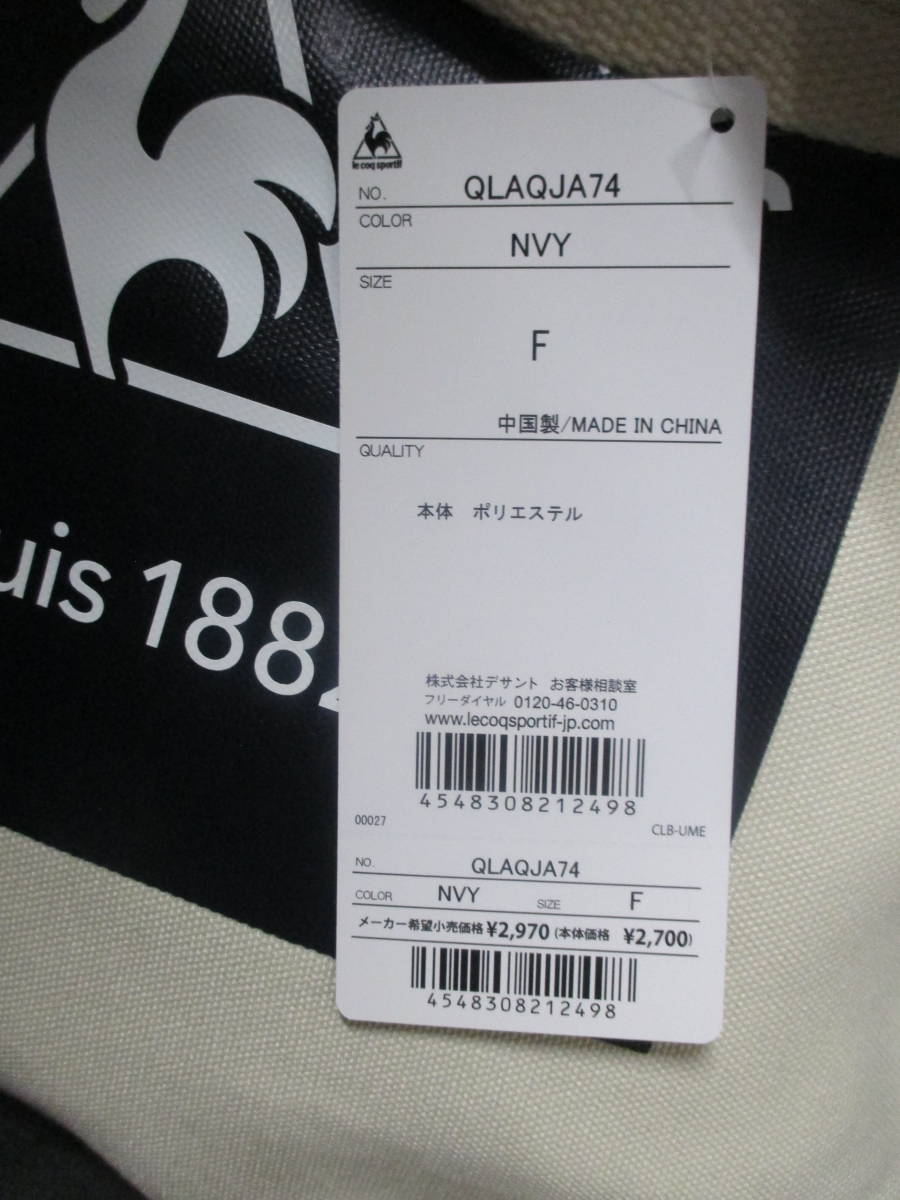 le coq sportif
NO. QLAQJA74
COLOR
NVY
SIZE
F
中国製/MADE IN CHINA
QUALITY
本体 ポリエステル
株式会社デサント お客様相談室
フリーダイヤル 0120-46-0310
www.lecoqsportif-jp.com
4548308212498
00027 CLB-UME
NO. QLAQJA74
COLOR NVY SIZE F
メーカー希望小売価格 ¥2,970 (本体価格 ¥2,700)
4548308212498
uis 188